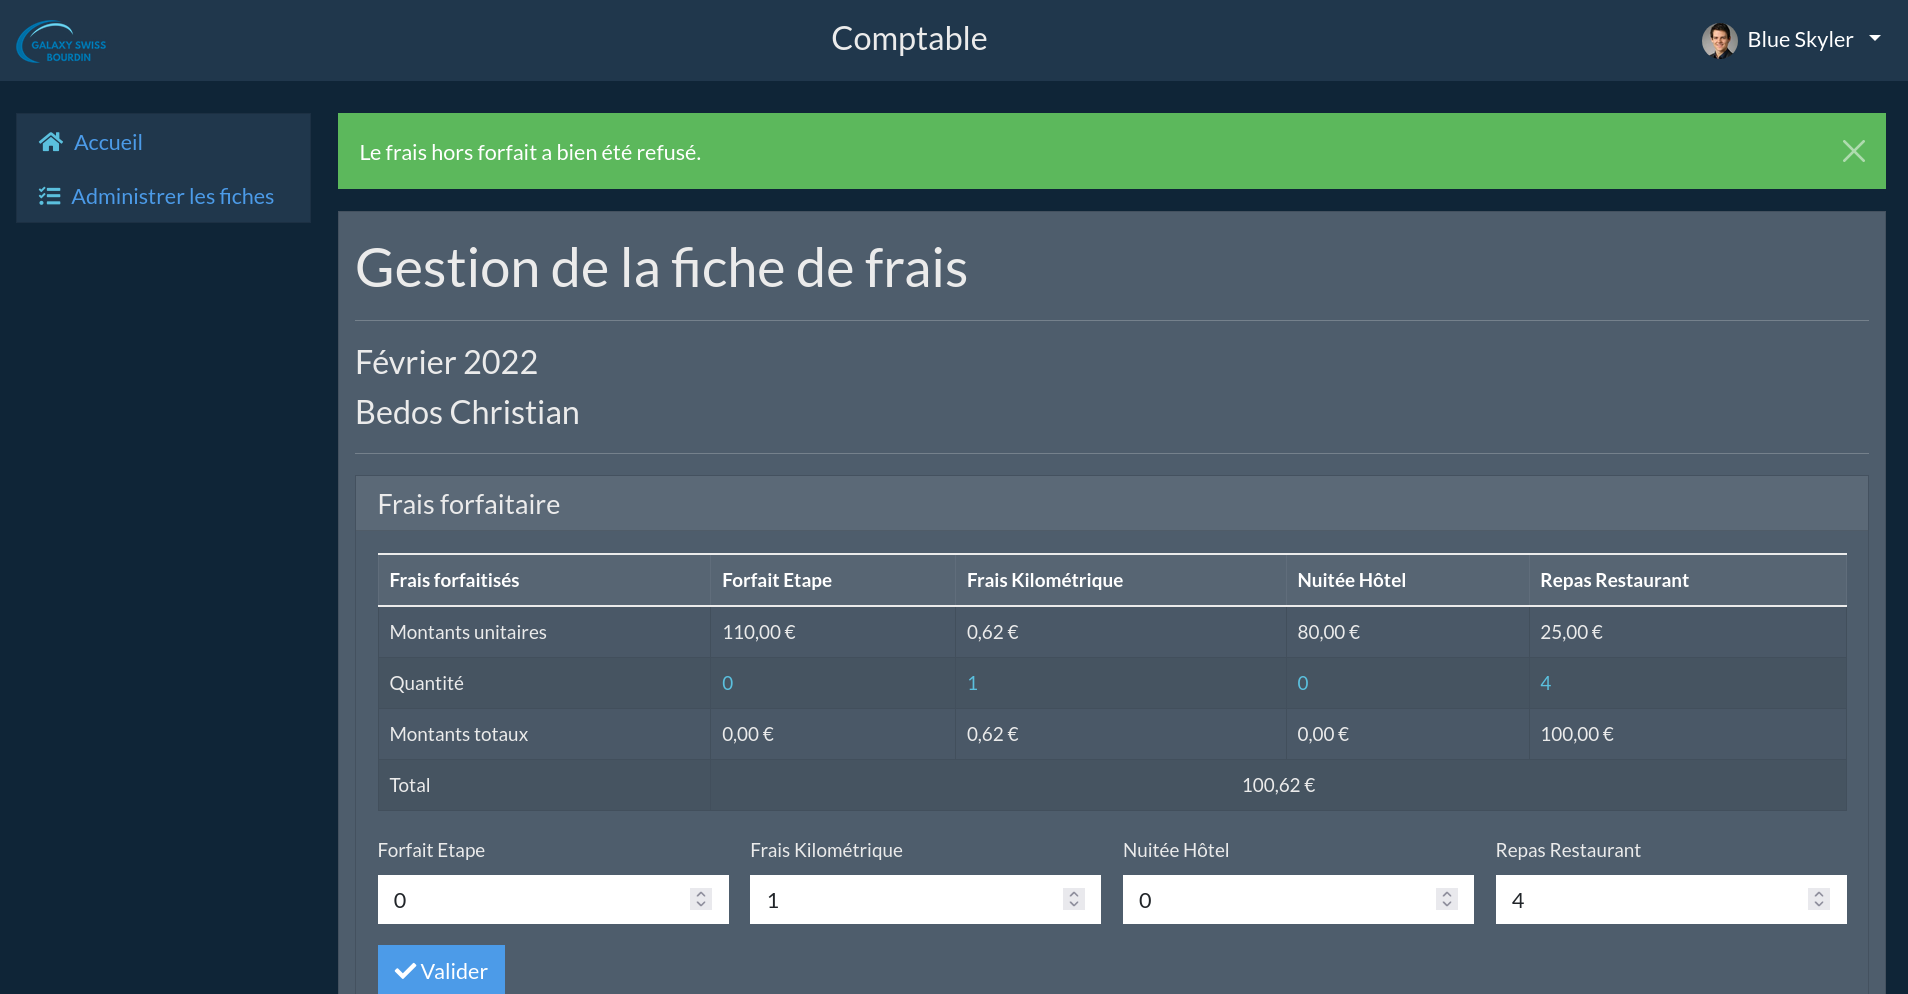 GALAXY SWISS
BOURDIN
Comptable
Blue Skyler
Accueil
Administrer les fiches
Le frais hors forfait a bien été refusé.
Gestion de la fiche de frais
Février 2022
Bedos Christian
Frais forfaitaire
Frais forfaitisés Forfait Etape Frais Kilométrique Nuitée Hôtel Repas Restaurant
Montants unitaires 110,00 € 0,62 € 80,00 € 25,00 €
Quantité 0 1 0 4
Montants totaux 0,00 € 0,62 € 0,00 € 100,00 €
Total 100,62 €
Forfait Etape Frais Kilométrique Nuitée Hôtel Repas Restaurant
0 1 0 4
Valider